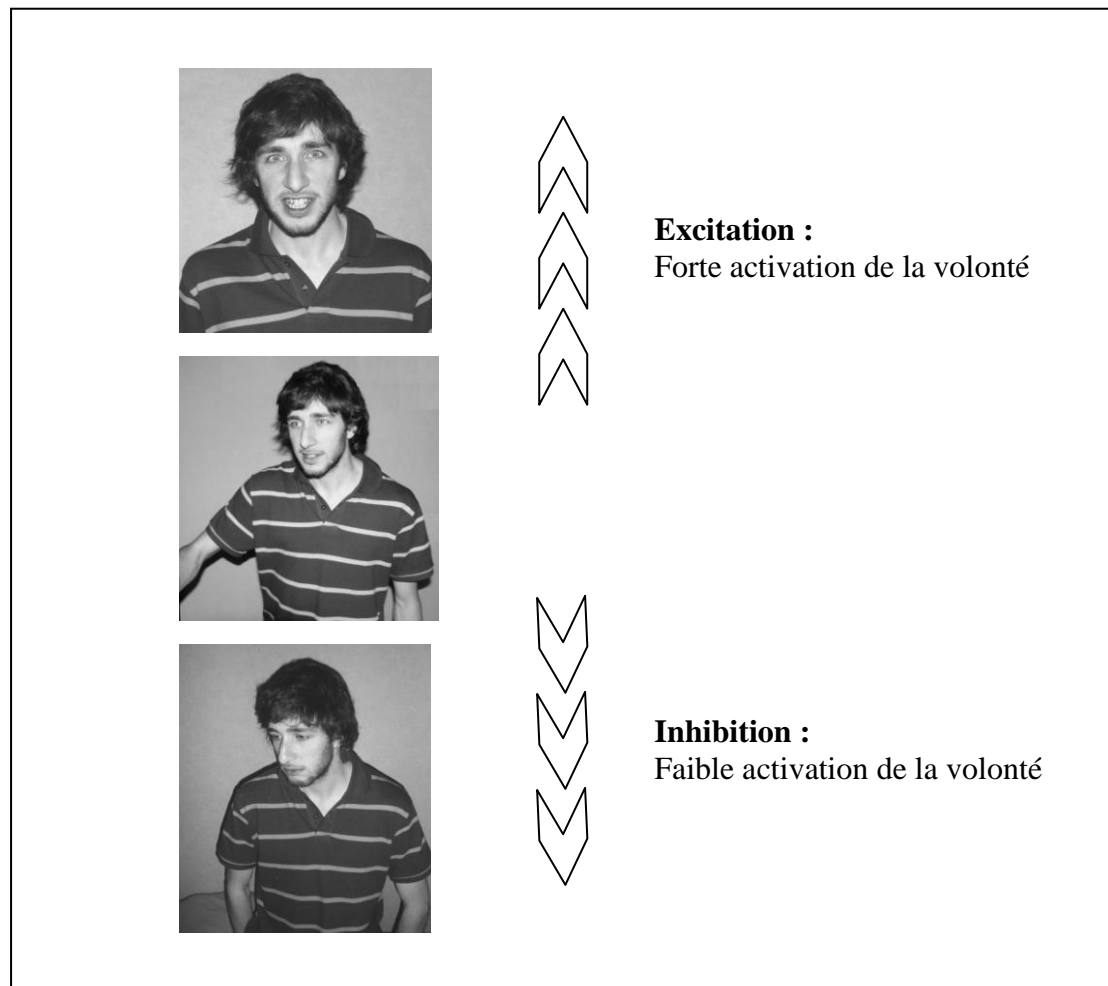 Excitation :
Forte activation de la volonté
Inhibition :
Faible activation de la volonté